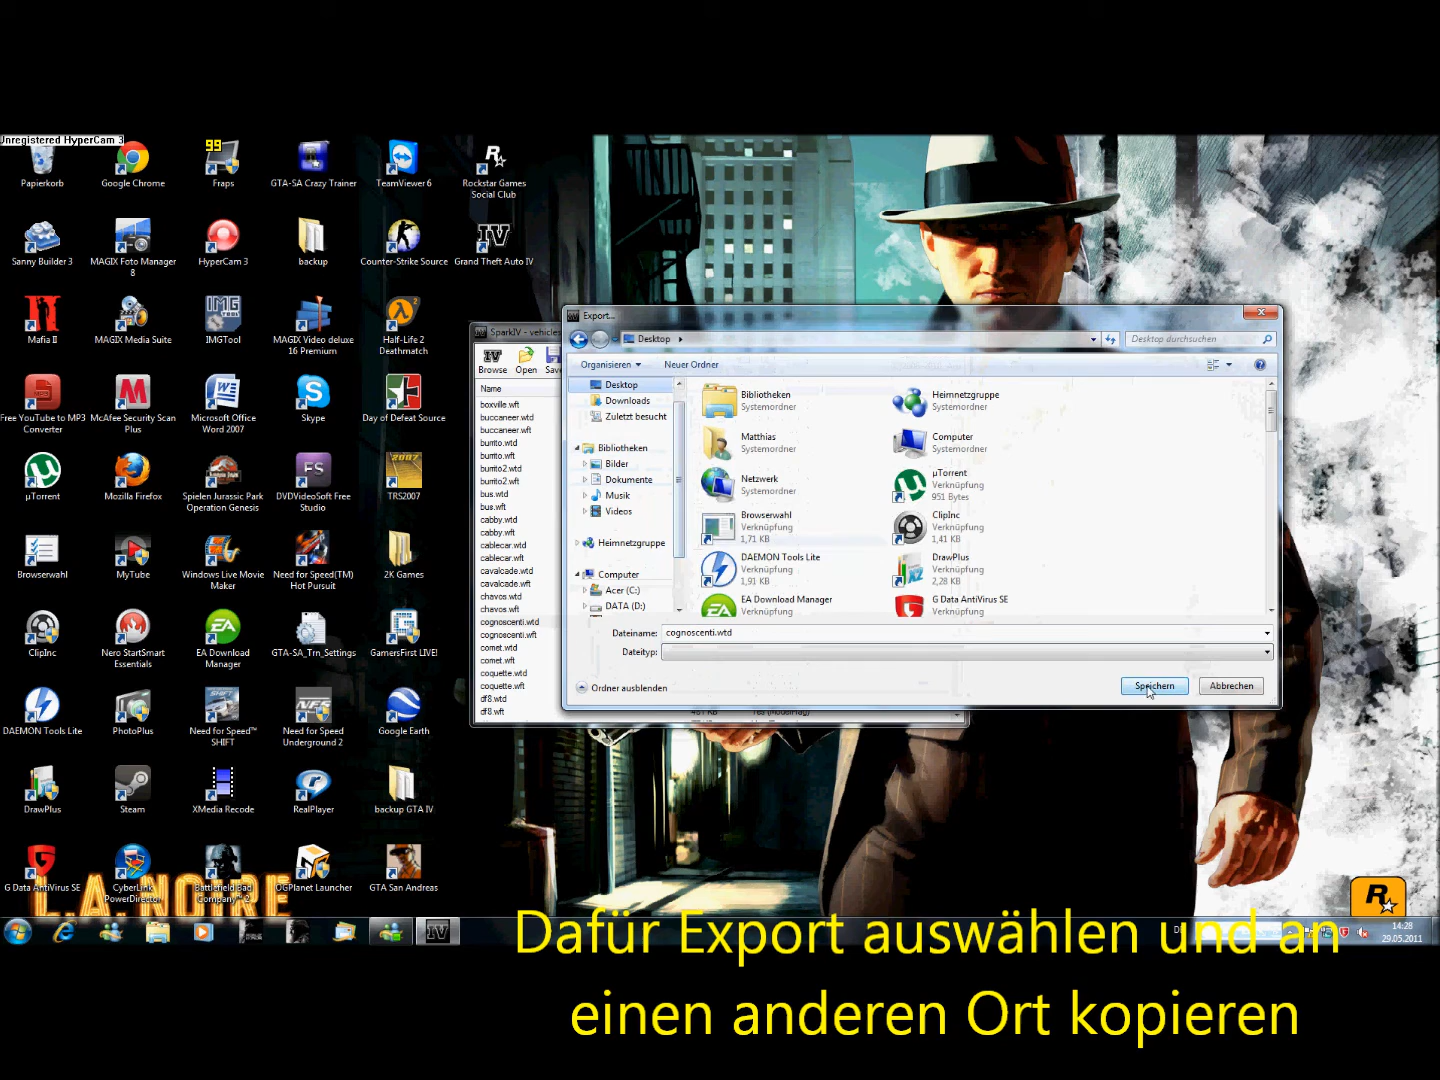 Unregistered HyperCam 3
Papierkorb
Google Chrome
99
Fraps
GTA-SA Crazy Trainer
TeamViewer 6
Rockstar Games
Social Club
Sanny Builder 3
MAGIX Foto Manager
8
HyperCam 3
backup
Counter-Strike Source
IV
Grand Theft Auto IV
Mafia II
MAGIX Media Suite
IMG
TOOL
IMGTool
MAGIX Video deluxe
16 Premium
Half-Life 2
Deathmatch
Free YouTube to MP3
Converter
McAfee Security Scan
Plus
Microsoft Office
Word 2007
Skype
Day of Defeat Source
µTorrent
Mozilla Firefox
Spielen Jurassic Park
Operation Genesis
FS
DVDVideoSoft Free
Studio
2007
TRS2007
Browserwahl
MyTube
Windows Live Movie
Maker
Need for Speed(TM)
Hot Pursuit
2K Games
ClipInc
Nero StartSmart
Essentials
EA
EA Download
Manager
GTA-SA_Trn_Settings
GamersFirst LIVE!
DAEMON Tools Lite
PhotoPlus
SHIFT
Need for Speed™
SHIFT
NFS
Need for Speed
Underground 2
Google Earth
DrawPlus
Steam
XMedia Recode
RealPlayer
backup GTA IV
G Data AntiVirus SE
CyberLink
PowerDirector
Battlefield Bad
Company™ 2
OGPlanet Launcher
GTA San Andreas
L.A. NOIRE
SparkIV - vehicles
IV
Browse
Open
Save
Name
boxville.wft
buccaneer.wtd
buccaneer.wft
burrito.wtd
burrito.wft
burrito2.wtd
burrito2.wft
bus.wtd
bus.wft
cabby.wtd
cabby.wft
cablecar.wtd
cablecar.wft
cavalcade.wtd
cavalcade.wft
chavos.wtd
chavos.wft
cognoscenti.wtd
cognoscenti.wft
comet.wtd
comet.wft
coquette.wtd
coquette.wft
df8.wtd
df8.wft
Export...
Desktop
Desktop durchsuchen
Organisieren
Neuer Ordner
Desktop
Downloads
Zuletzt besucht
Bibliotheken
Bilder
Dokumente
Musik
Videos
Heimnetzgruppe
Computer
Acer (C:)
DATA (D:)
Bibliotheken
Systemordner
Heimnetzgruppe
Systemordner
Matthias
Systemordner
Computer
Systemordner
Netzwerk
Systemordner
µTorrent
Verknüpfung
951 Bytes
Browserwahl
Verknüpfung
1,71 KB
ClipInc
Verknüpfung
1,41 KB
DAEMON Tools Lite
Verknüpfung
1,91 KB
DrawPlus
Verknüpfung
2,28 KB
EA
EA Download Manager
Verknüpfung
G Data AntiVirus SE
Verknüpfung
Dateiname:
cognoscenti.wtd
Dateityp:
Ordner ausblenden
Speichern
Abbrechen
R
IV
14:28
29.05.2011
Dafür Export auswählen und an
einen anderen Ort kopieren